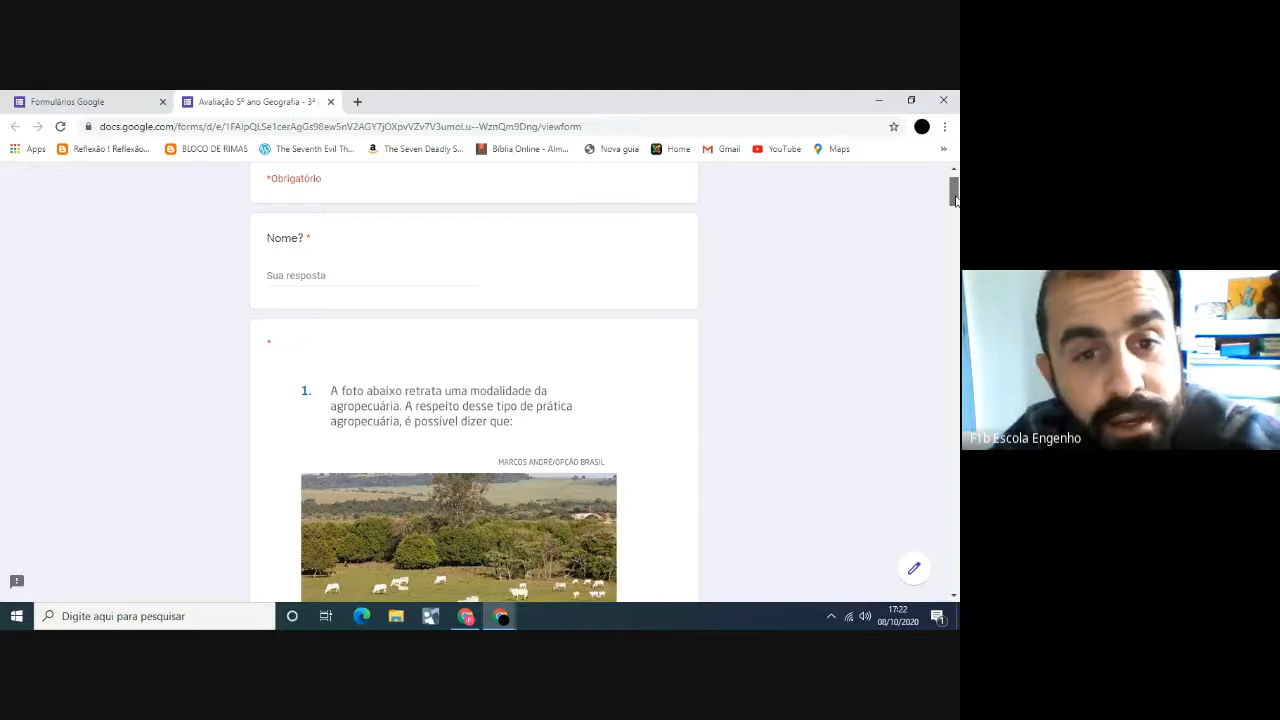 Formulários Google
Avaliação 5º ano Geografia - 3ª
docs.google.com/forms/d/e/1FAIpQLSe1cerAgGs98ew5nV2AGY7jOXpvVZv7V3umoLu--WznQm9Dng/viewform
Apps Reflexão ! Reflexão... BLOCO DE RIMAS The Seventh Evil Th... The Seven Deadly S... Bíblia Online - Alm... Nova guia Home Gmail YouTube Maps »
*Obrigatório
Nome? *
Sua resposta
*
1. A foto abaixo retrata uma modalidade da
agropecuária. A respeito desse tipo de prática
agropecuária, é possível dizer que:
MARCOS ANDRÉ/OPÇÃO BRASIL
F1b Escola Engenho
Digite aqui para pesquisar
17:22
08/10/2020
1